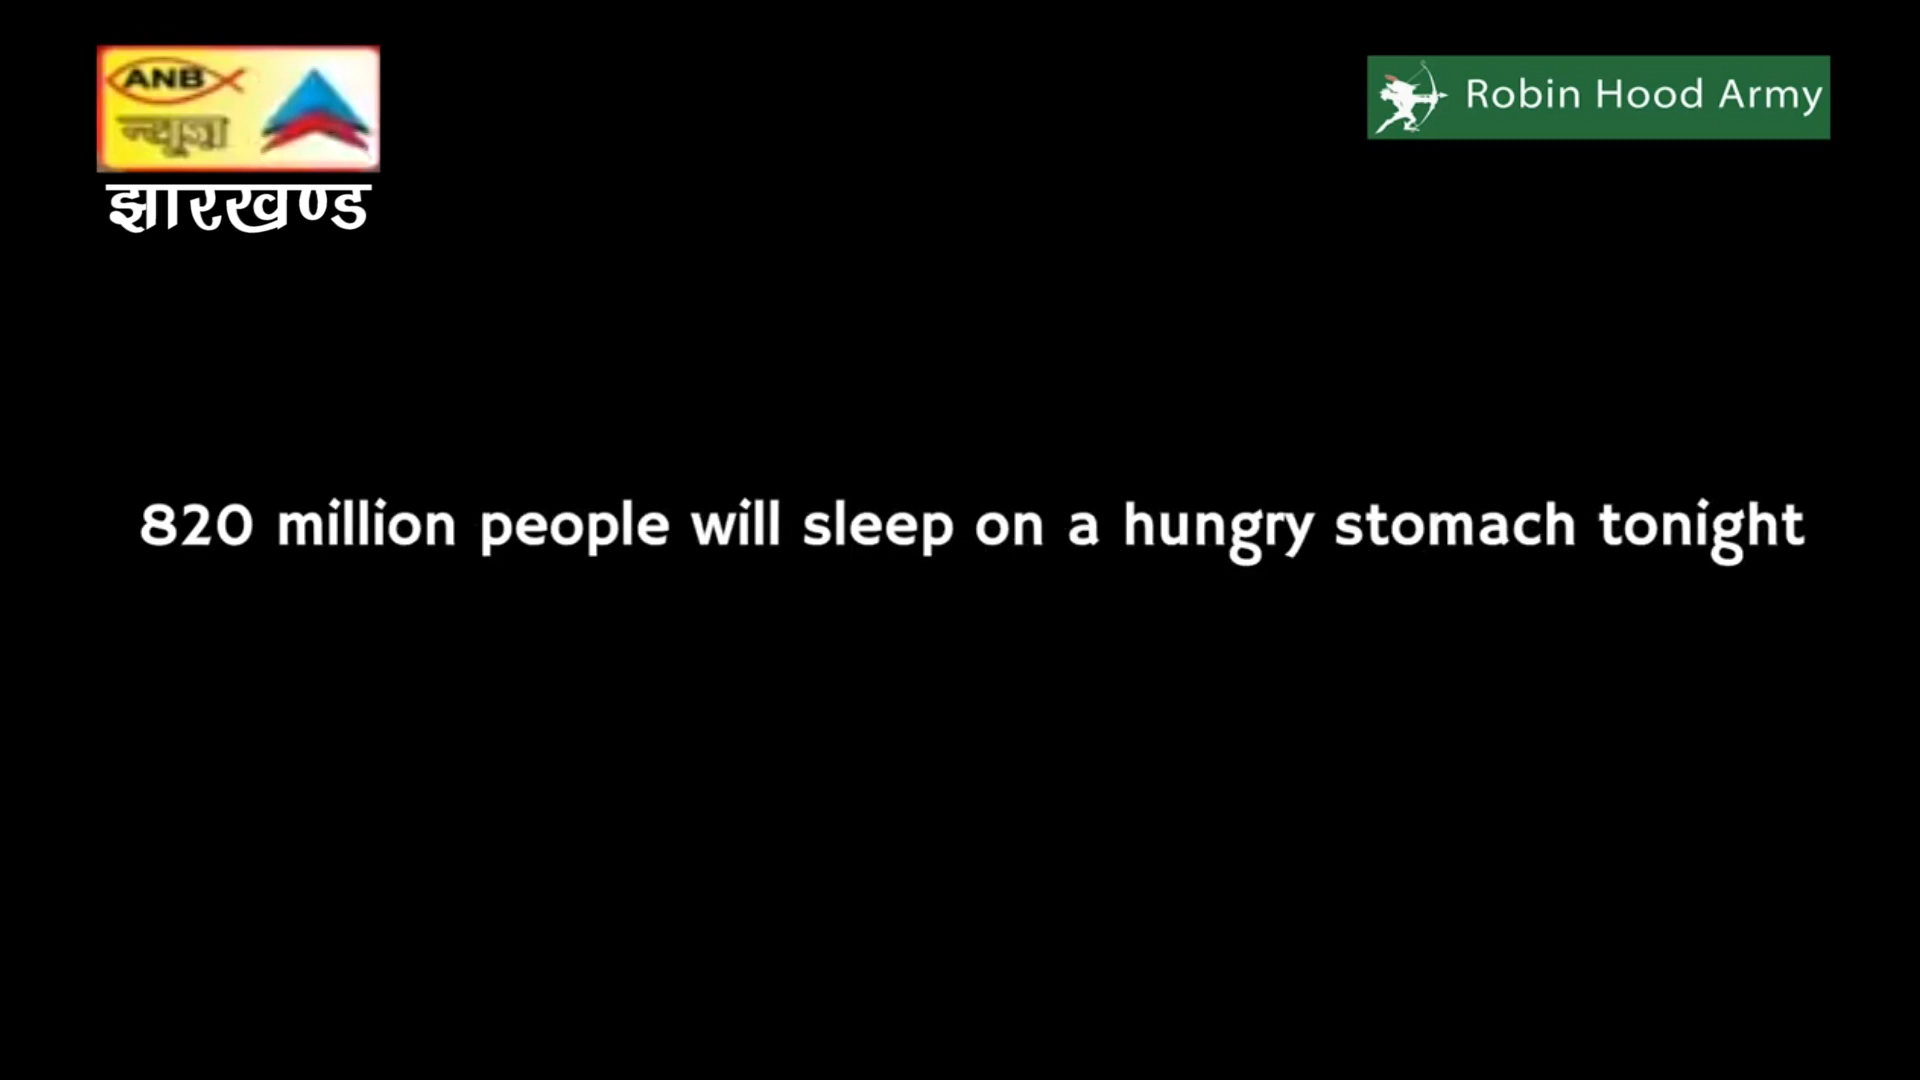 ANB
न्यूज़
झारखण्ड
Robin Hood Army
820 million people will sleep on a hungry stomach tonight